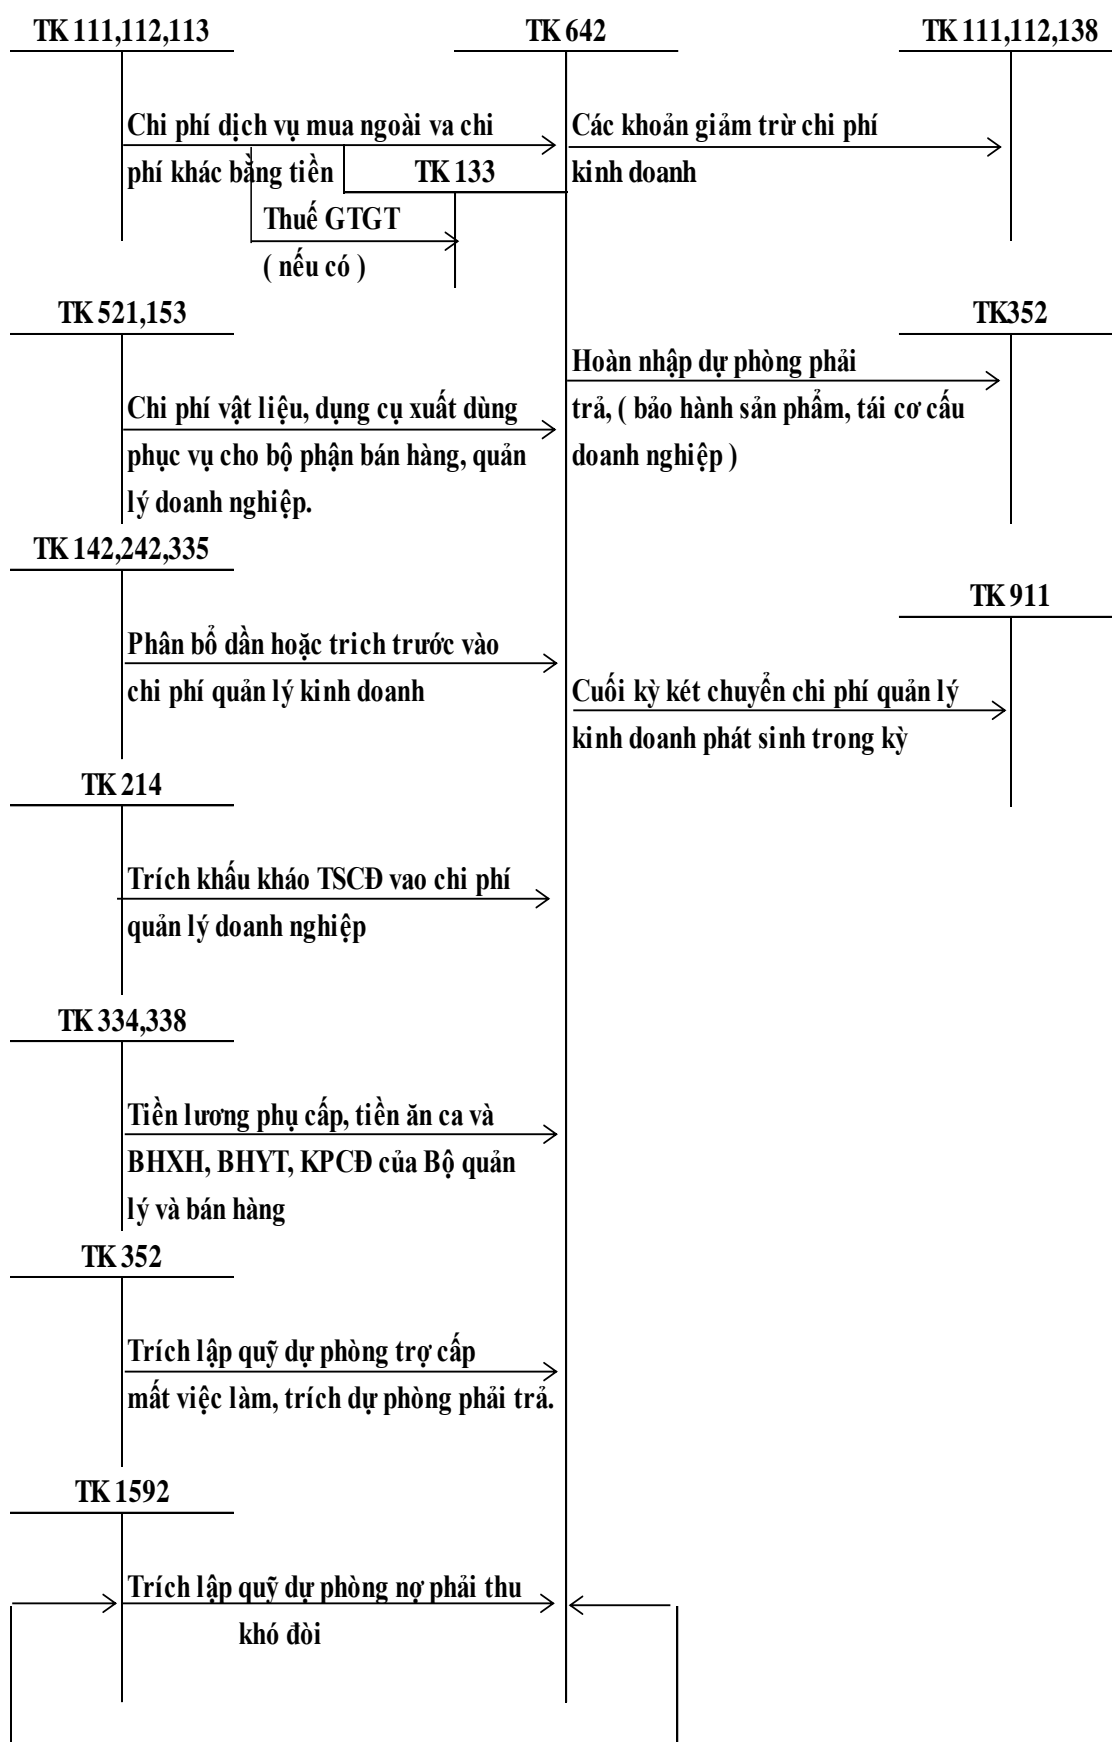 TK 111,112,113
TK 642
TK 111,112,138
Chi phí dịch vụ mua ngoài va chi
phí khác bằng tiền
TK 133
Thuế GTGT
( nếu có )
Các khoản giảm trừ chi phí
kinh doanh
TK 521,153
TK352
Chi phí vật liệu, dụng cụ xuất dùng
phục vụ cho bộ phận bán hàng, quản
lý doanh nghiệp.
Hoàn nhập dự phòng phải
trả, ( bảo hành sản phẩm, tái cơ cấu
doanh nghiệp )
TK 142,242,335
TK 911
Phân bổ dần hoặc trich trước vào
chi phí quản lý kinh doanh
Cuối kỳ kết chuyển chi phí quản lý
kinh doanh phát sinh trong kỳ
TK 214
Trích khấu kháo TSCĐ vao chi phí
quản lý doanh nghiệp
TK 334,338
Tiền lương phụ cấp, tiền ăn ca và
BHXH, BHYT, KPCĐ của Bộ quản
lý và bán hàng
TK 352
Trích lập quỹ dự phòng trợ cấp
mất việc làm, trích dự phòng phải trả.
TK 1592
Trích lập quỹ dự phòng nợ phải thu
khó đòi